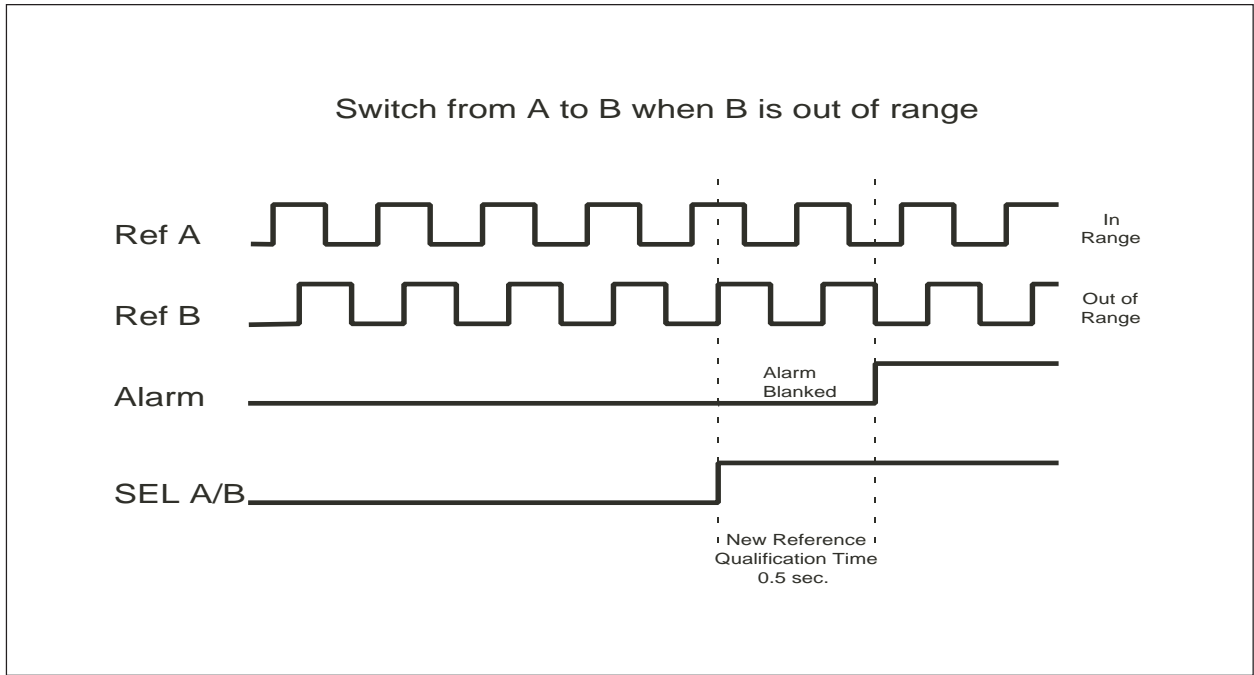 Switch from A to B when B is out of range
Ref A
In
Range
Ref B
Out of
Range
Alarm
Alarm
Blanked
SEL A/B
New Reference
Qualification Time
0.5 sec.